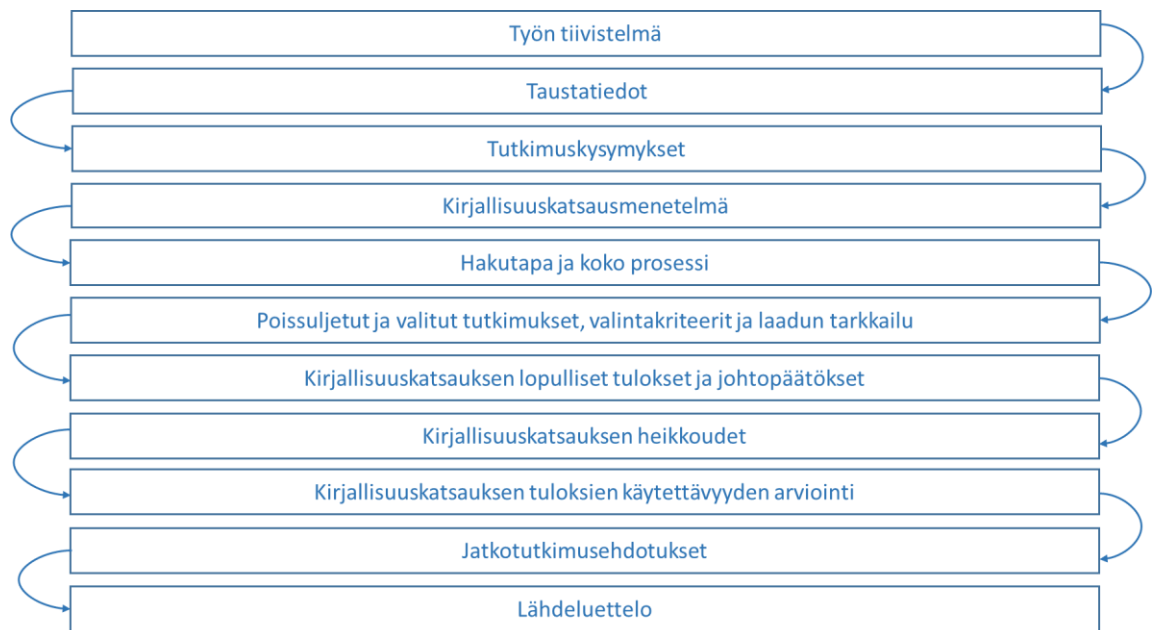 Työn tiivistelmä
Taustatiedot
Tutkimuskysymykset
Kirjallisuuskatsausmenetelmä
Hakutapa ja koko prosessi
Poissuljetut ja valitut tutkimukset, valintakriteerit ja laadun tarkkailu
Kirjallisuuskatsauksen lopulliset tulokset ja johtopäätökset
Kirjallisuuskatsauksen heikkoudet
Kirjallisuuskatsauksen tuloksien käytettävyyden arviointi
Jatkotutkimusehdotukset
Lähdeluettelo